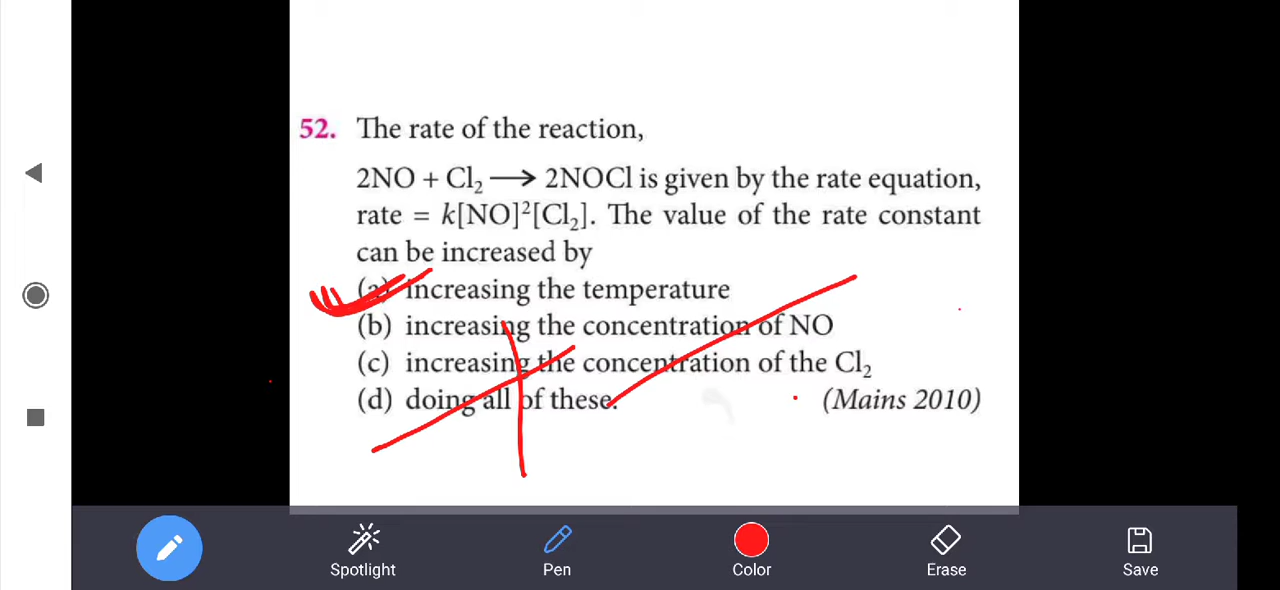 52. The rate of the reaction,
2NO + Cl₂ ⟶ 2NOCl is given by the rate equation,
rate = k[NO]²[Cl₂]. The value of the rate constant
can be increased by
(a) increasing the temperature
(b) increasing the concentration of NO
(c) increasing the concentration of the Cl₂
(d) doing all of these. (Mains 2010)
Spotlight Pen Color Erase Save